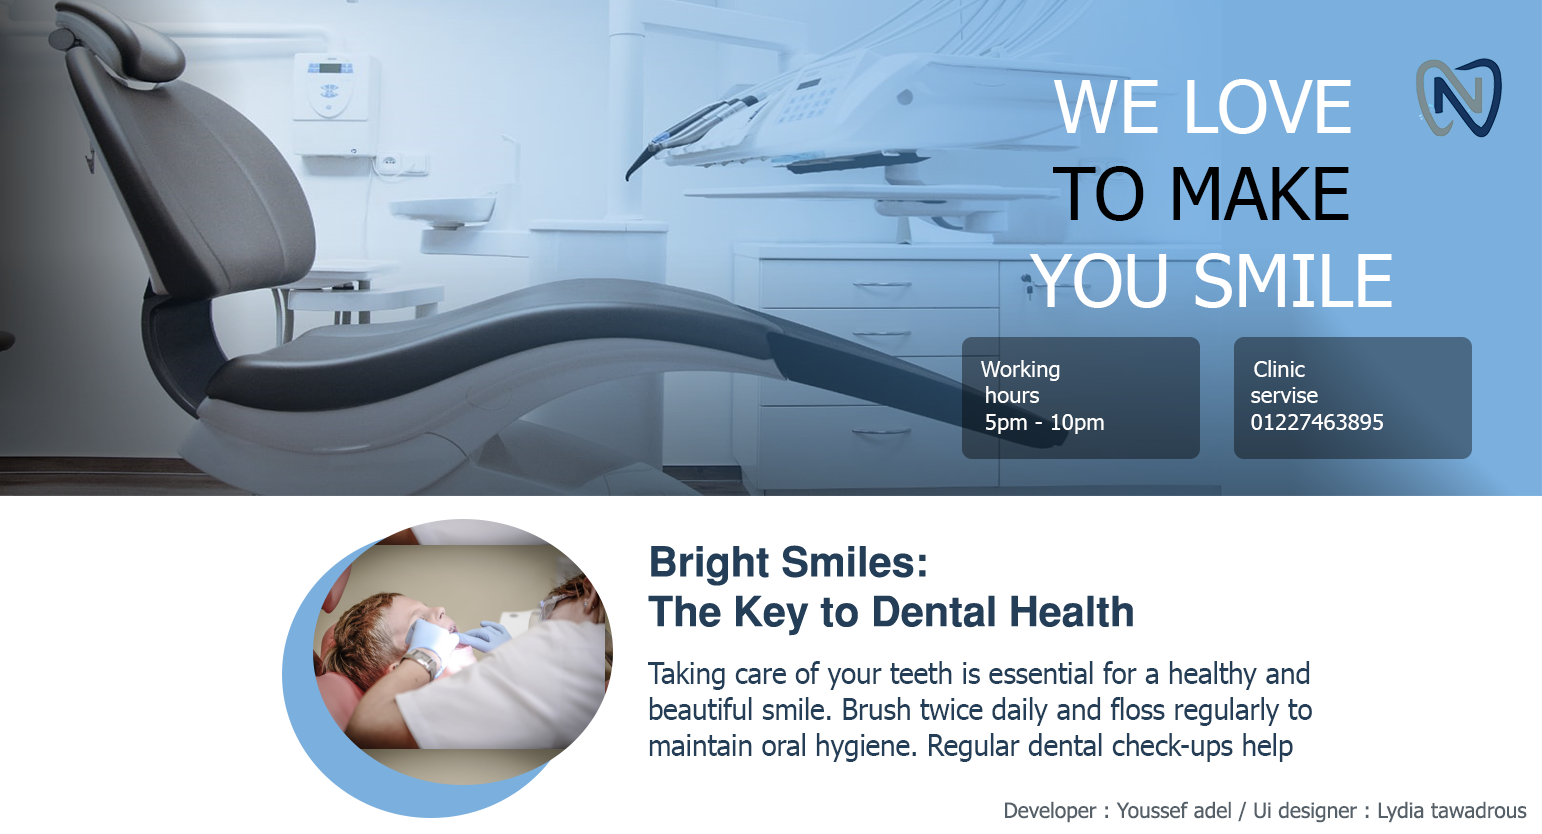 WE LOVE
TO MAKE
YOU SMILE
Working
hours
5pm - 10pm
Clinic
servise
01227463895
Bright Smiles:
The Key to Dental Health
Taking care of your teeth is essential for a healthy and
beautiful smile. Brush twice daily and floss regularly to
maintain oral hygiene. Regular dental check-ups help
Developer : Youssef adel / Ui designer : Lydia tawadrous